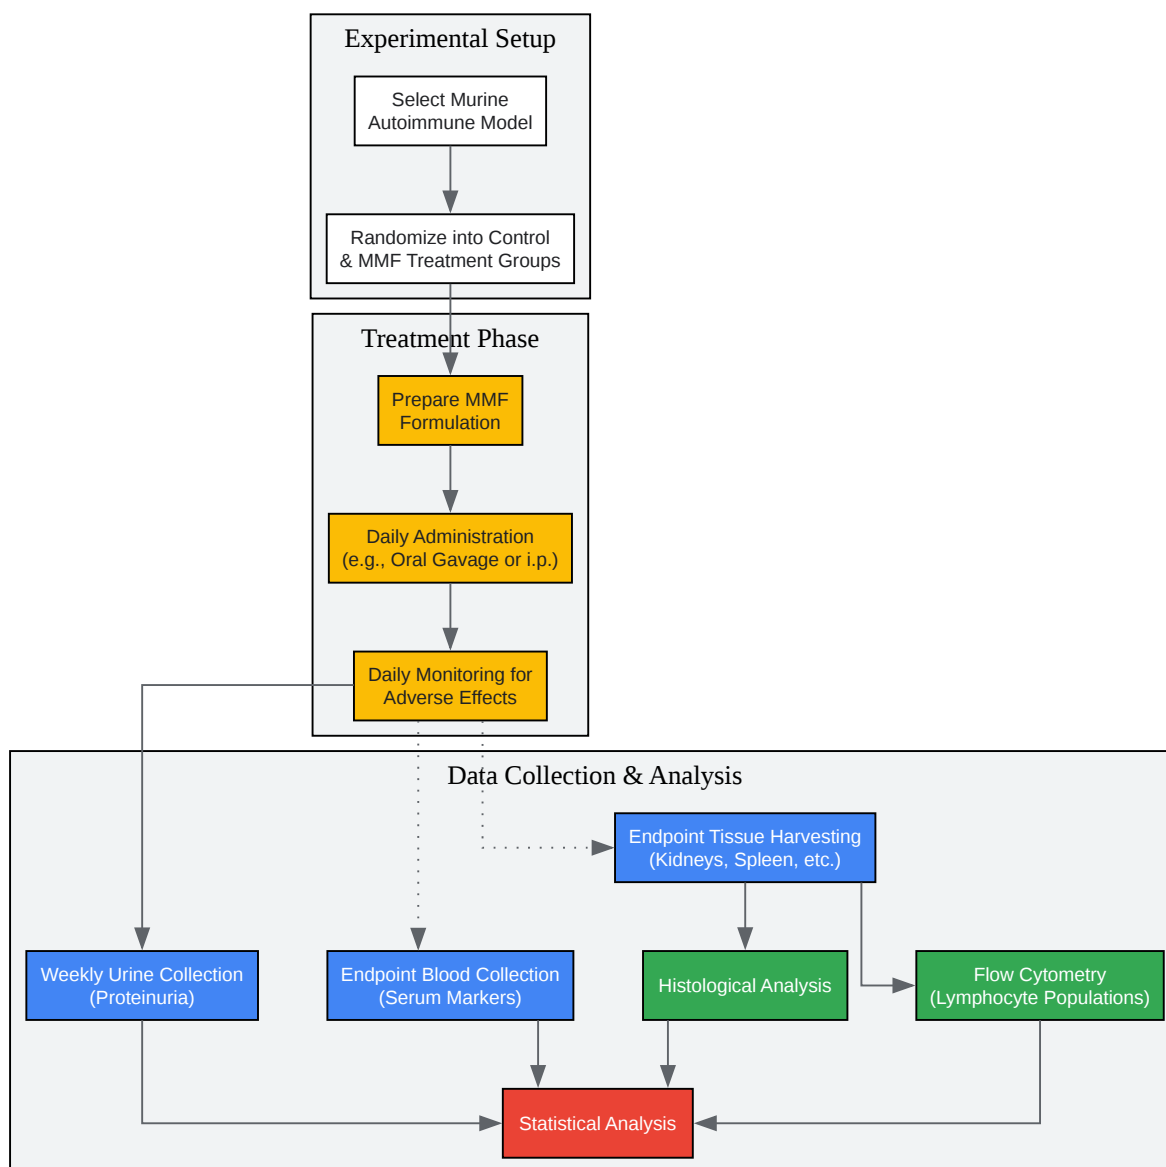 Experimental Setup
Select Murine
Autoimmune Model
Randomize into Control
& MMF Treatment Groups
Treatment Phase
Prepare MMF
Formulation
Daily Administration
(e.g., Oral Gavage or i.p.)
Daily Monitoring for
Adverse Effects
Data Collection & Analysis
Endpoint Tissue Harvesting
(Kidneys, Spleen, etc.)
Weekly Urine Collection
(Proteinuria)
Endpoint Blood Collection
(Serum Markers)
Histological Analysis
Flow Cytometry
(Lymphocyte Populations)
Statistical Analysis